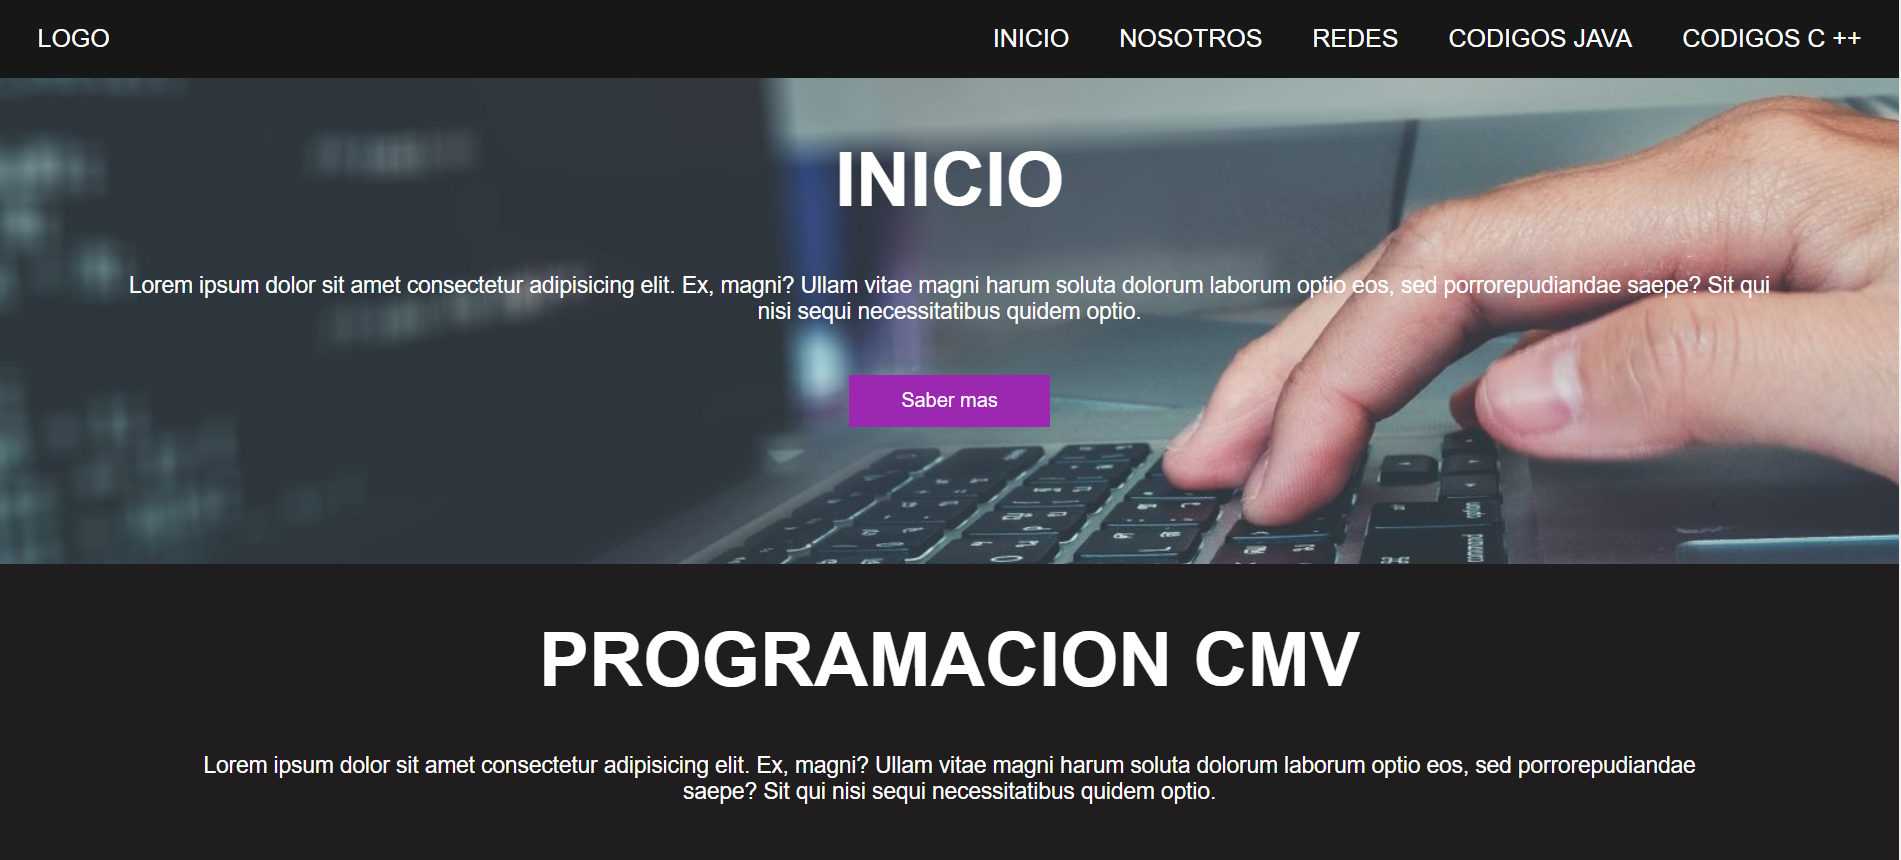 LOGO
INICIO NOSOTROS REDES CODIGOS JAVA CODIGOS C ++
INICIO
Lorem ipsum dolor sit amet consectetur adipisicing elit. Ex, magni? Ullam vitae magni harum soluta dolorum laborum optio eos, sed porrorepudiandae saepe? Sit qui
nisi sequi necessitatibus quidem optio.
Saber mas
option
command
PROGRAMACION CMV
Lorem ipsum dolor sit amet consectetur adipisicing elit. Ex, magni? Ullam vitae magni harum soluta dolorum laborum optio eos, sed porrorepudiandae
saepe? Sit qui nisi sequi necessitatibus quidem optio.